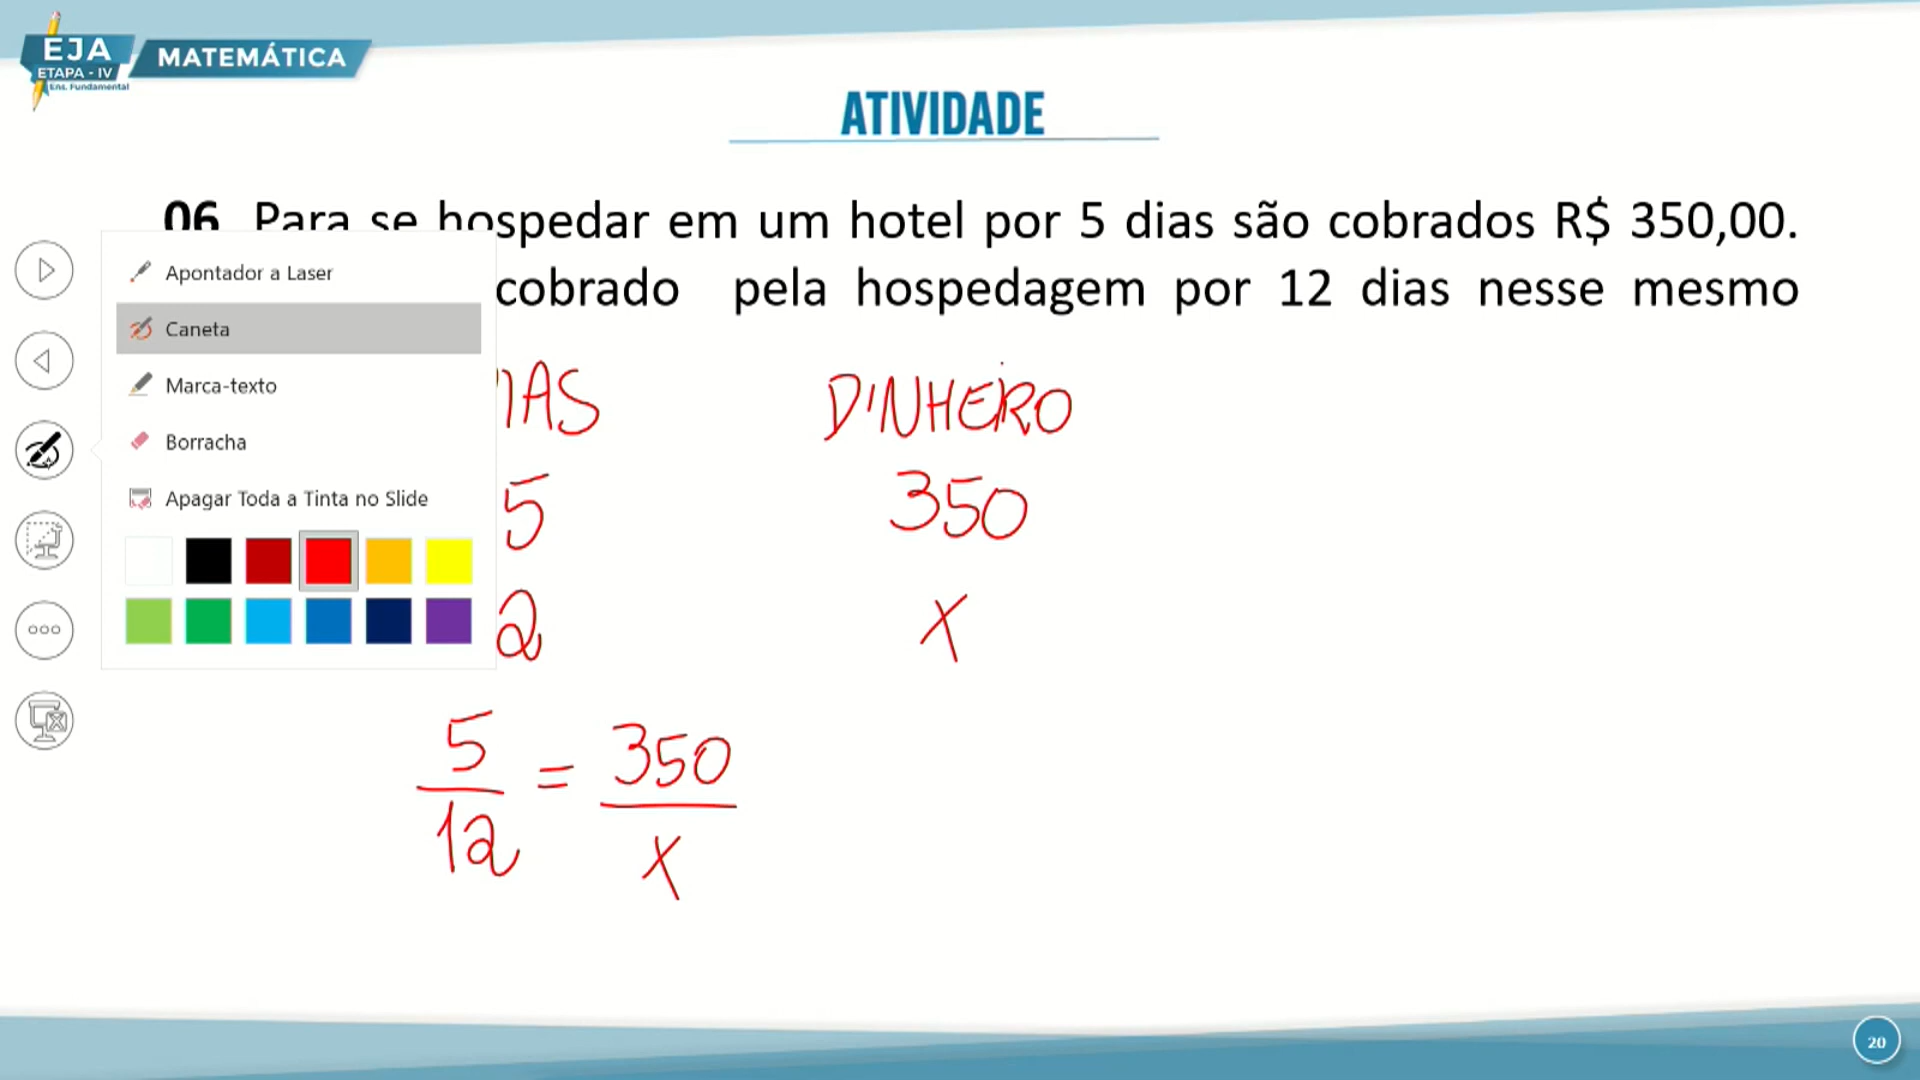 EJA
ETAPA - IV
Ens. Fundamental
MATEMÁTICA
ATIVIDADE
06 Para se hospedar em um hotel por 5 dias são cobrados R$ 350,00.
cobrado pela hospedagem por 12 dias nesse mesmo
Apontador a Laser
Caneta
Marca-texto
Borracha
Apagar Toda a Tinta no Slide
IAS DINHEIRO
5 350
2 X
5 = 350
12 X
20